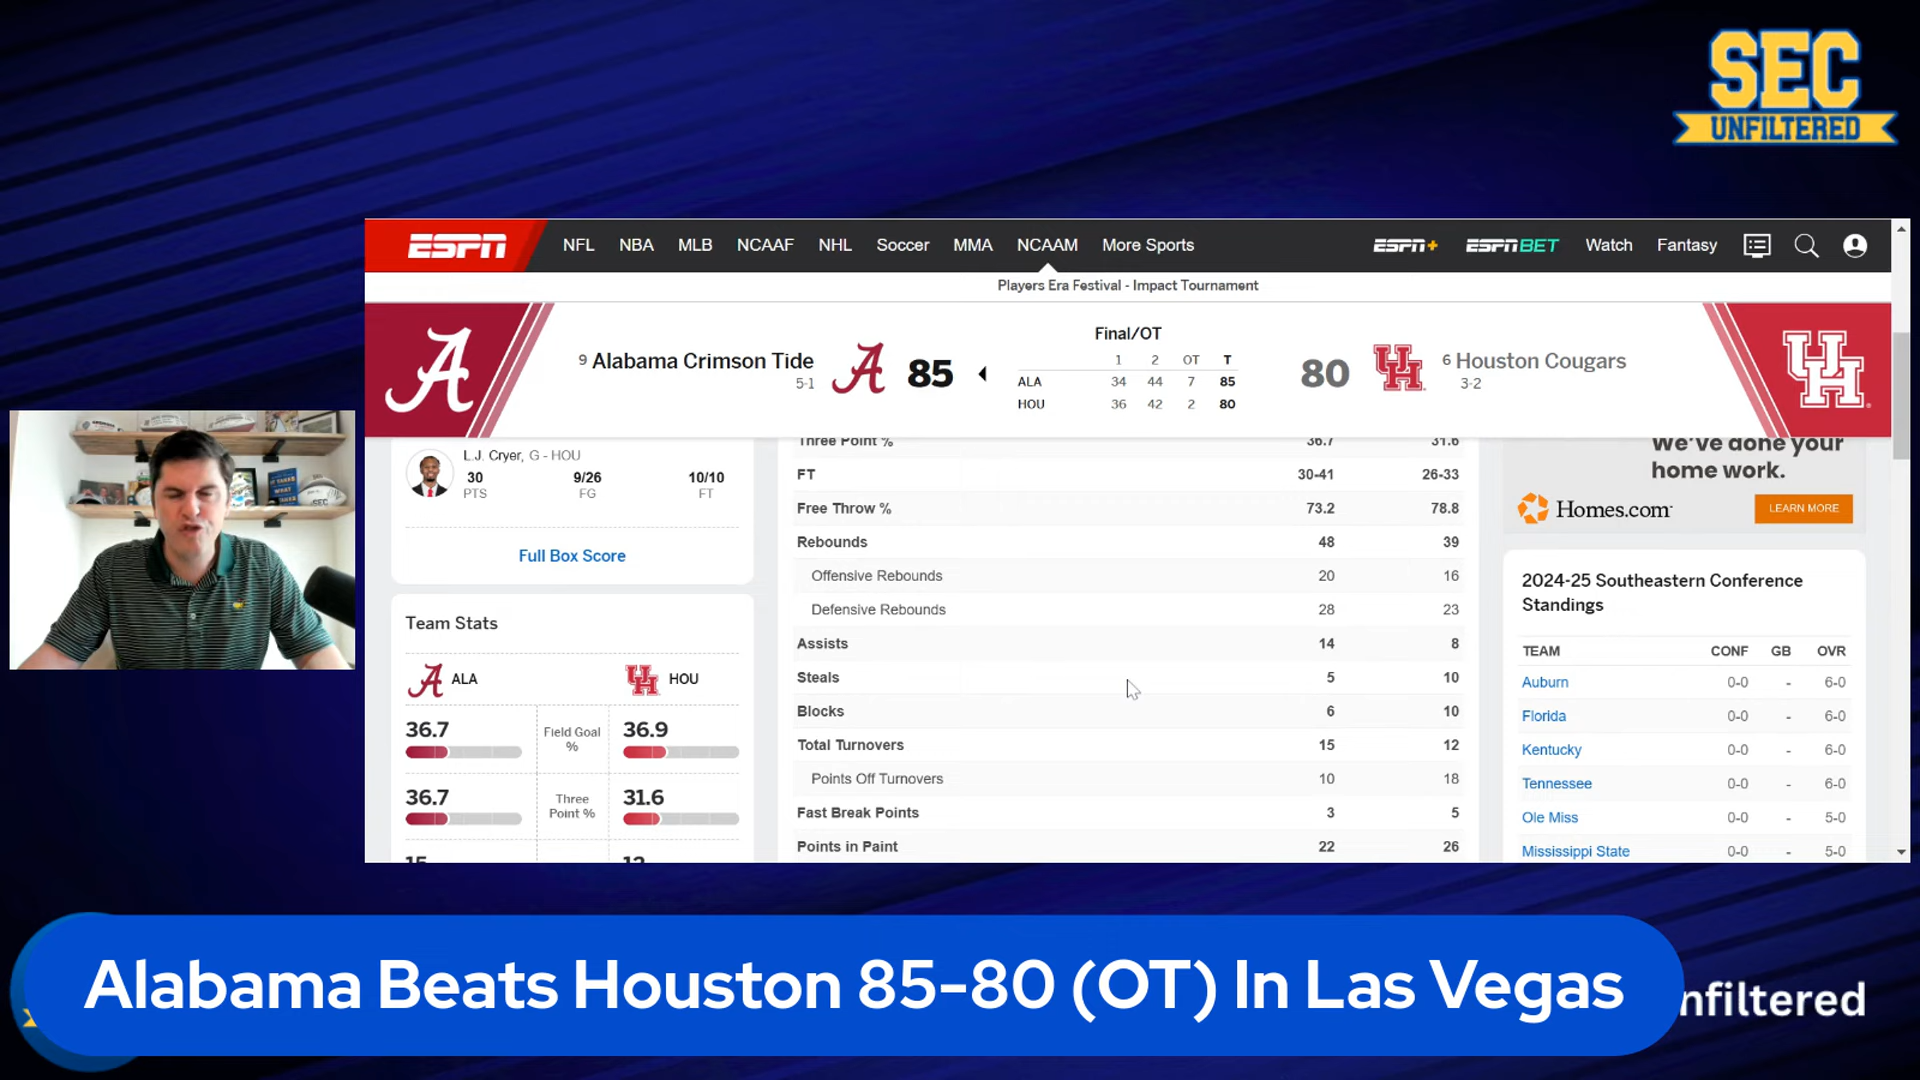 SEC
UNFILTERED
ESPN NFL NBA MLB NCAAF NHL Soccer MMA NCAAM More Sports ESPN+ ESPN BET Watch Fantasy
Players Era Festival - Impact Tournament
9 Alabama Crimson Tide
5-1
85
Final/OT
1 2 OT T
ALA 34 44 7 85
HOU 36 42 2 80
80
6 Houston Cougars
3-2
L.J. Cryer, G - HOU
30 9/26 10/10
PTS FG FT
Full Box Score
Team Stats
ALA HOU
36.7 Field Goal % 36.9
36.7 Three Point % 31.6
15 12
Three Point % 36.7 31.6
FT 30-41 26-33
Free Throw % 73.2 78.8
Rebounds 48 39
Offensive Rebounds 20 16
Defensive Rebounds 28 23
Assists 14 8
Steals 5 10
Blocks 6 10
Total Turnovers 15 12
Points Off Turnovers 10 18
Fast Break Points 3 5
Points in Paint 22 26
We've done your
home work.
Homes.com
LEARN MORE
2024-25 Southeastern Conference
Standings
TEAM CONF GB OVR
Auburn 0-0 - 6-0
Florida 0-0 - 6-0
Kentucky 0-0 - 6-0
Tennessee 0-0 - 6-0
Ole Miss 0-0 - 5-0
Mississippi State 0-0 - 5-0
Alabama Beats Houston 85-80 (OT) In Las Vegas
nfiltered